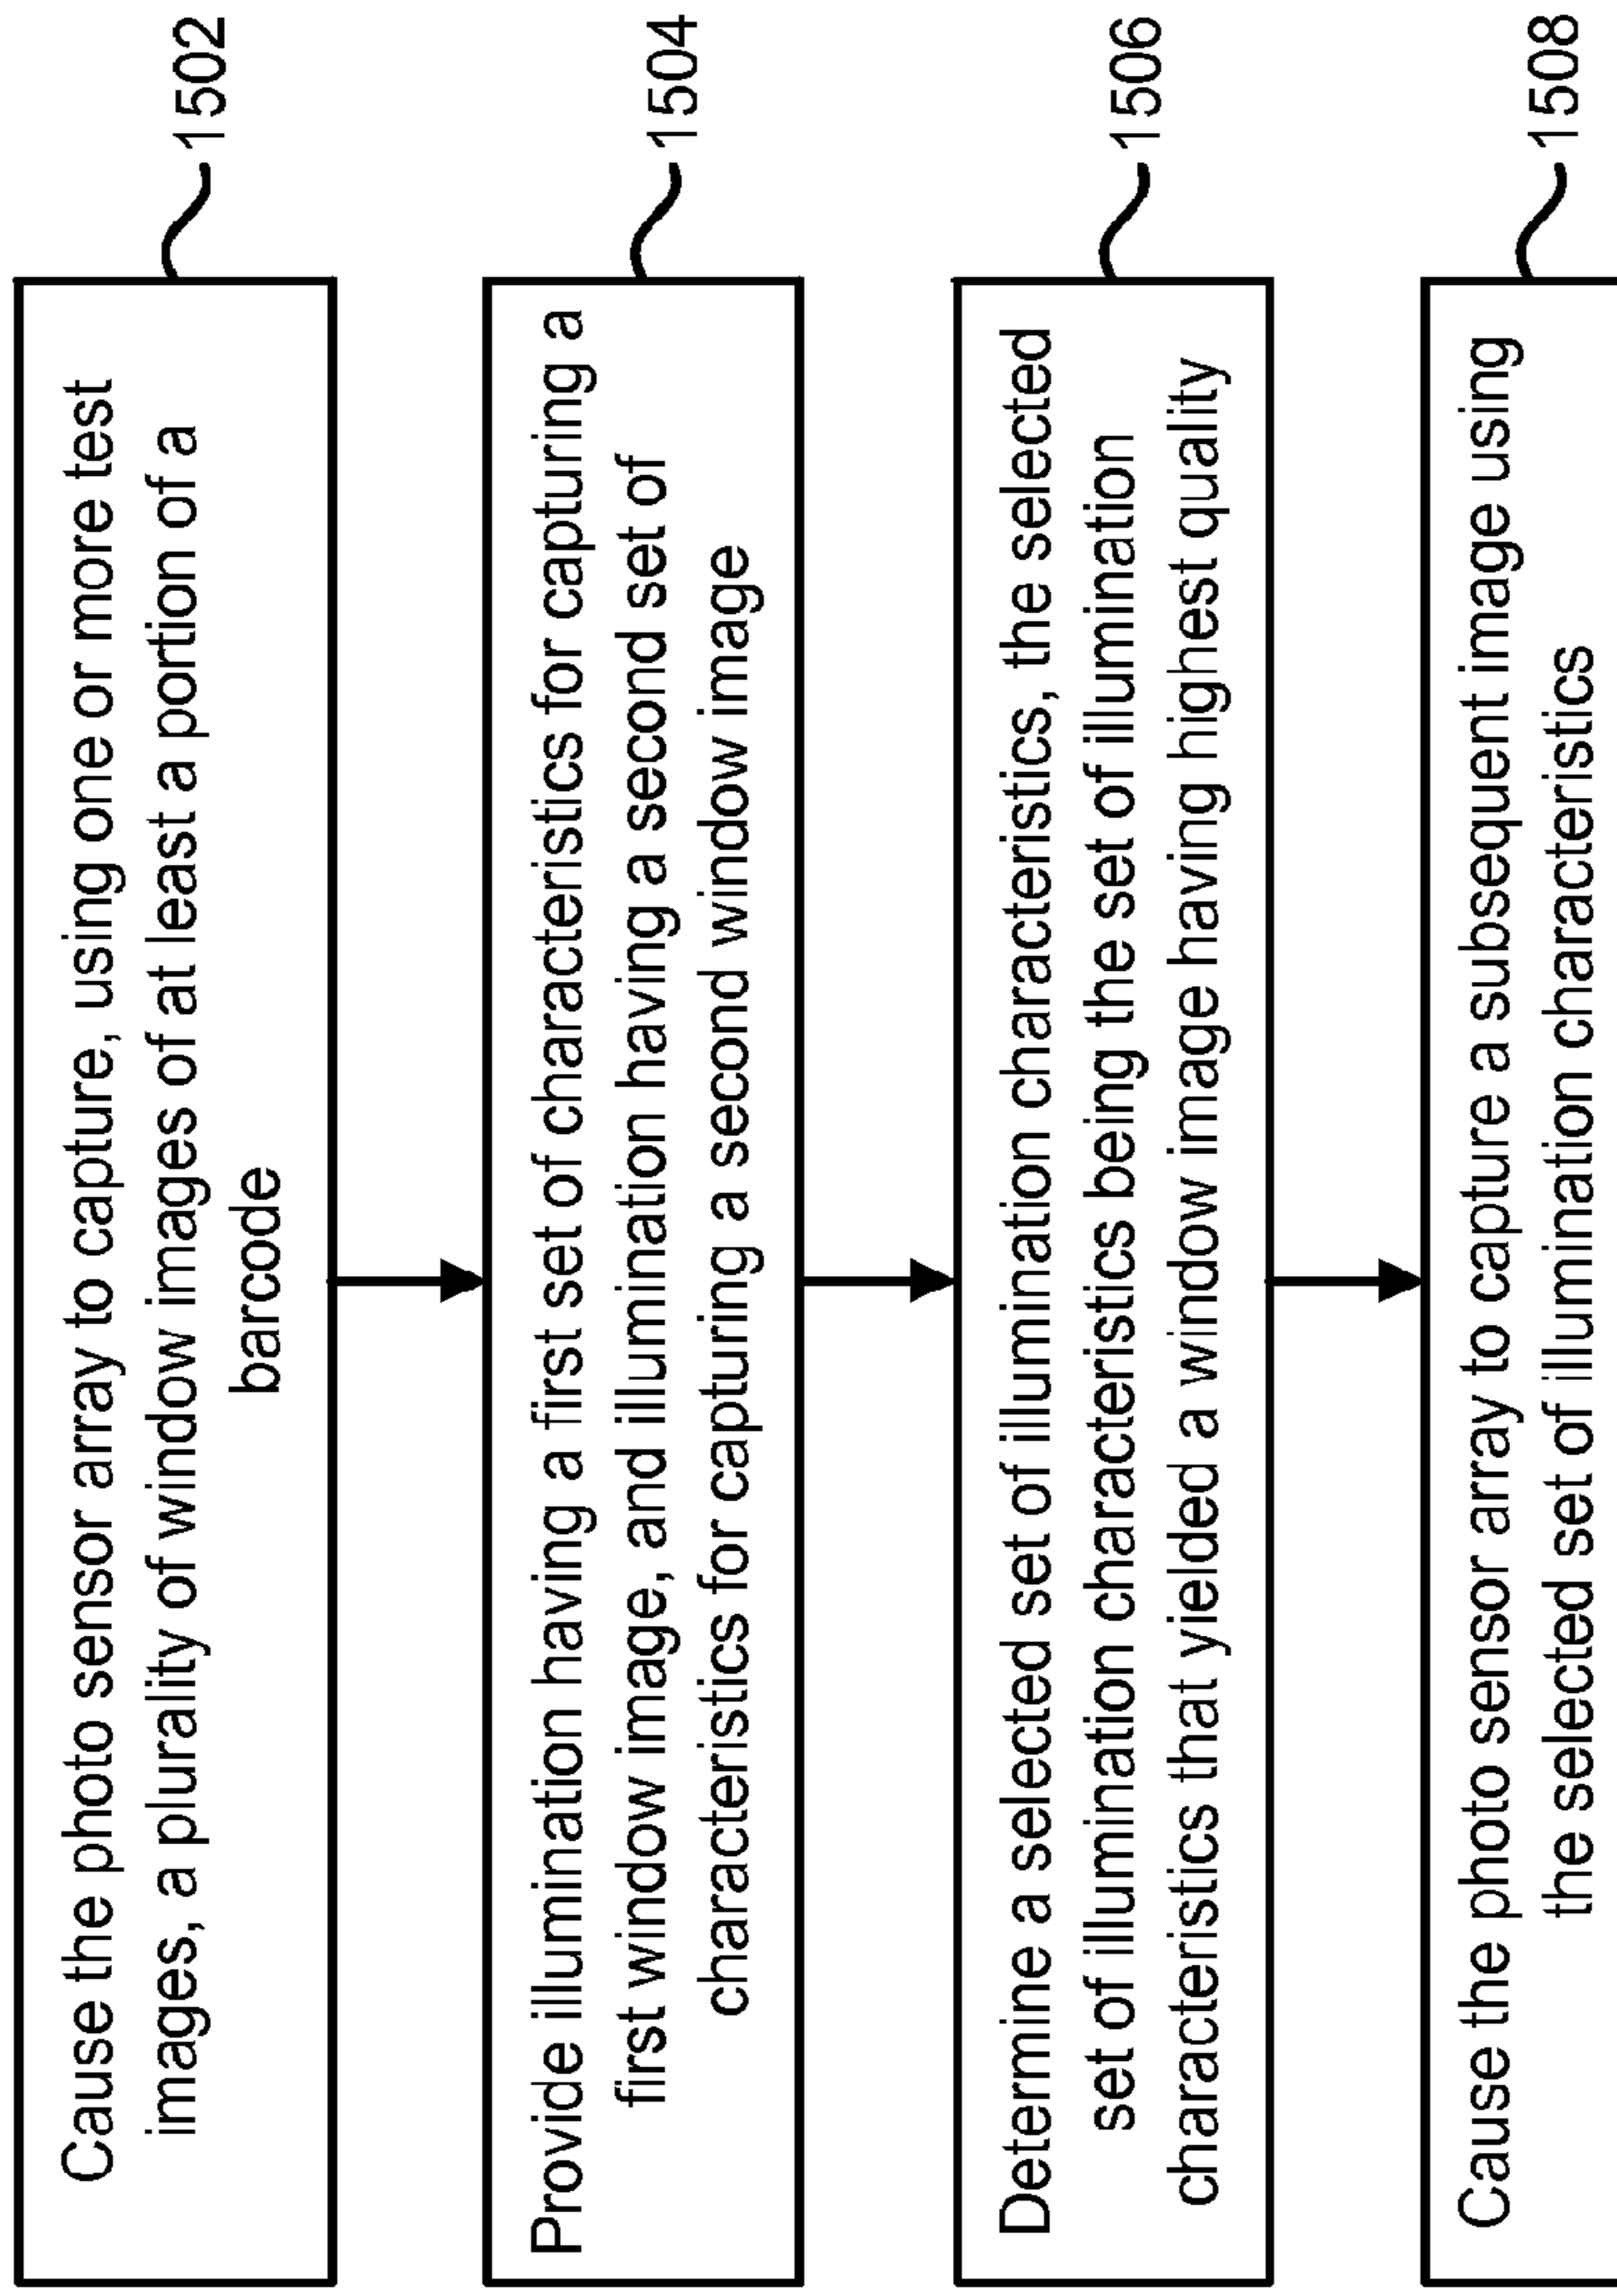 Cause the photo sensor array to capture, using one or more test
images, a plurality of window images of at least a portion of a
barcode
1502
Provide illumination having a first set of characteristics for capturing a
first window image, and illumination having a second set of
characteristics for capturing a second window image
1504
Determine a selected set of illumination characteristics, the selected
set of illumination characteristics being the set of illumination
characteristics that yielded a window image having highest quality
1506
Cause the photo sensor array to capture a subsequent image using
the selected set of illumination characteristics
1508